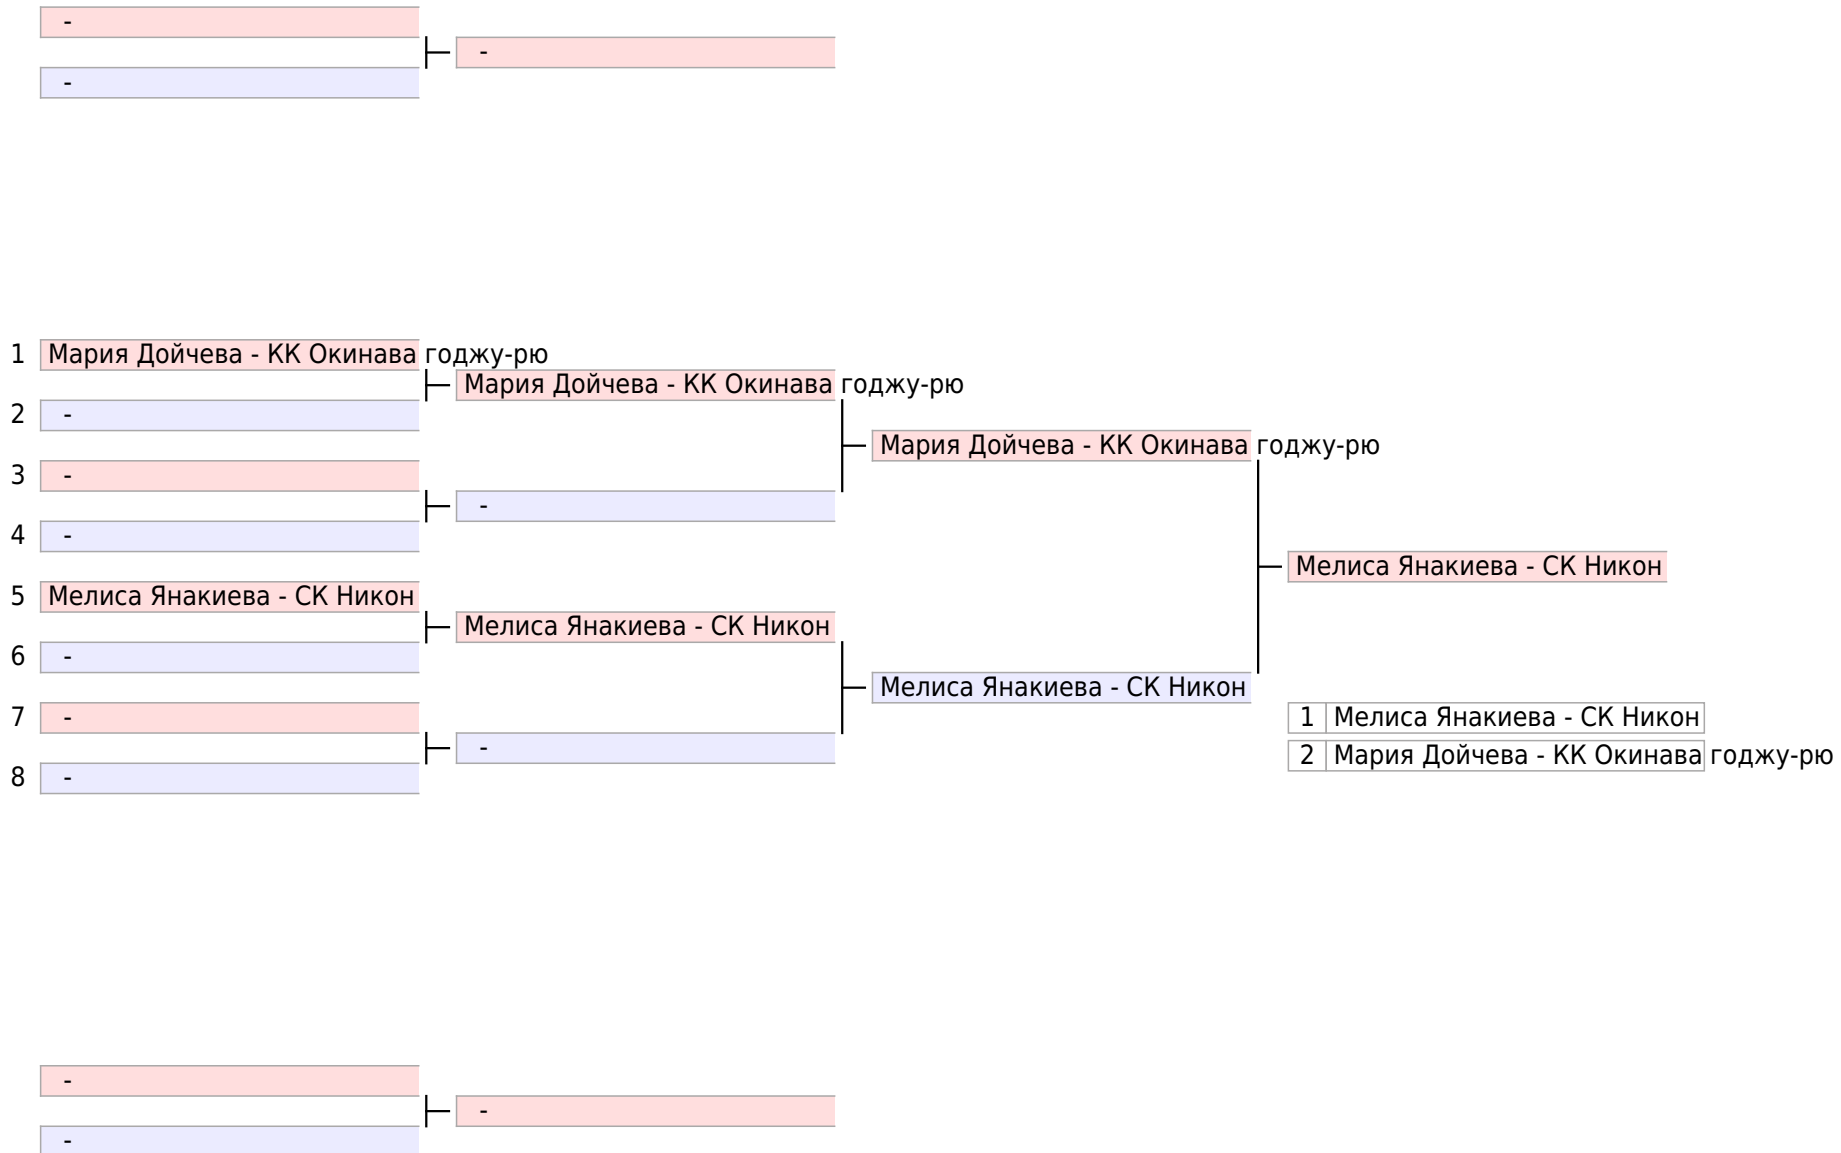 -
-
-
1 Мария Дойчева - КК Окинава годжу-рю
Мария Дойчева - КК Окинава годжу-рю
2 -
Мария Дойчева - КК Окинава годжу-рю
3 -
-
4 -
Мелиса Янакиева - СК Никон
5 Мелиса Янакиева - СК Никон
Мелиса Янакиева - СК Никон
6 -
Мелиса Янакиева - СК Никон
7 -
1 Мелиса Янакиева - СК Никон
-
2 Мария Дойчева - КК Окинава годжу-рю
8 -
-
-
-